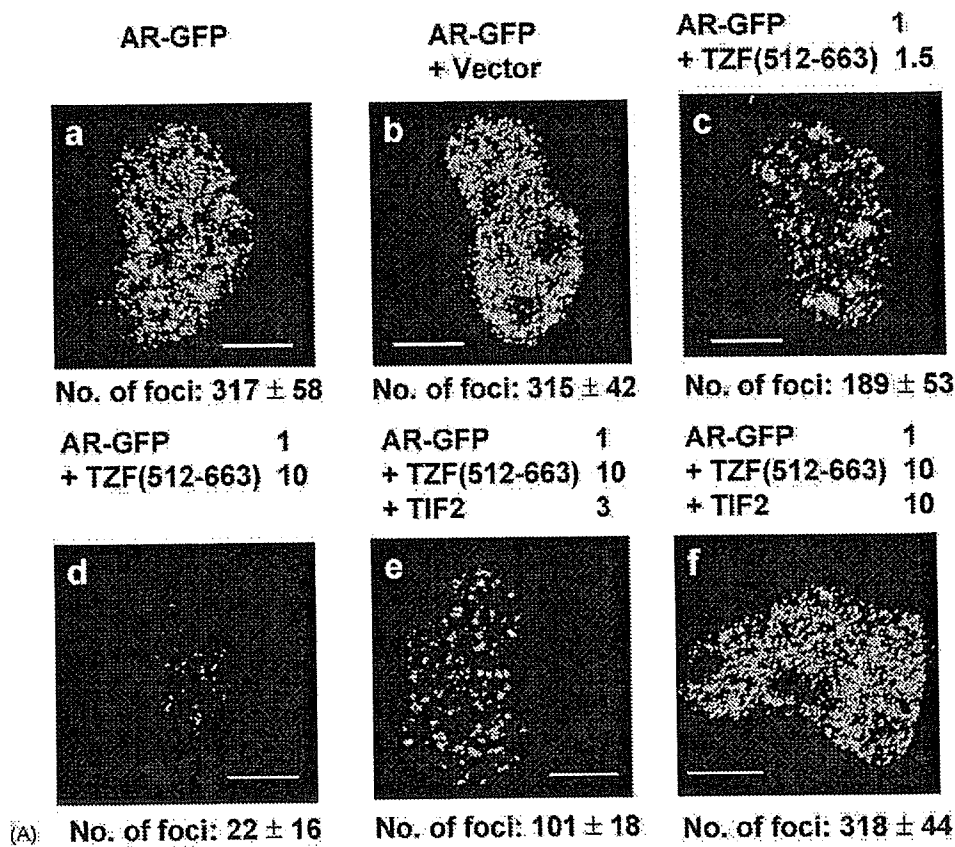 AR-GFP
AR-GFP
+ Vector
AR-GFP 1
+ TZF(512-663) 1.5
a
b
c
No. of foci: 317 ± 58
No. of foci: 315 ± 42
No. of foci: 189 ± 53
AR-GFP 1
+ TZF(512-663) 10
AR-GFP 1
+ TZF(512-663) 10
+ TIF2 3
AR-GFP 1
+ TZF(512-663) 10
+ TIF2 10
d
e
f
(A) No. of foci: 22 ± 16
No. of foci: 101 ± 18
No. of foci: 318 ± 44